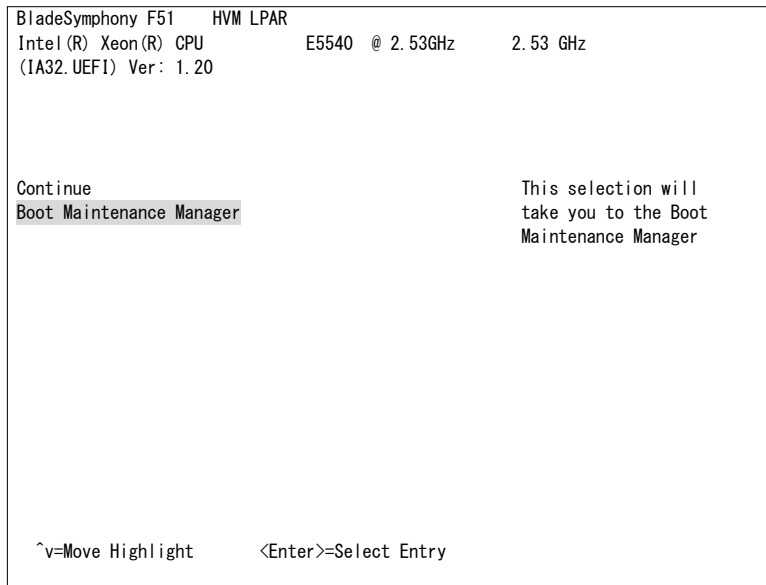 BladeSymphony F51 HVM LPAR
Intel(R) Xeon(R) CPU E5540 @ 2.53GHz 2.53 GHz
(IA32.UEFI) Ver: 1.20
Continue This selection will
Boot Maintenance Manager take you to the Boot
Maintenance Manager
^v=Move Highlight <Enter>=Select Entry